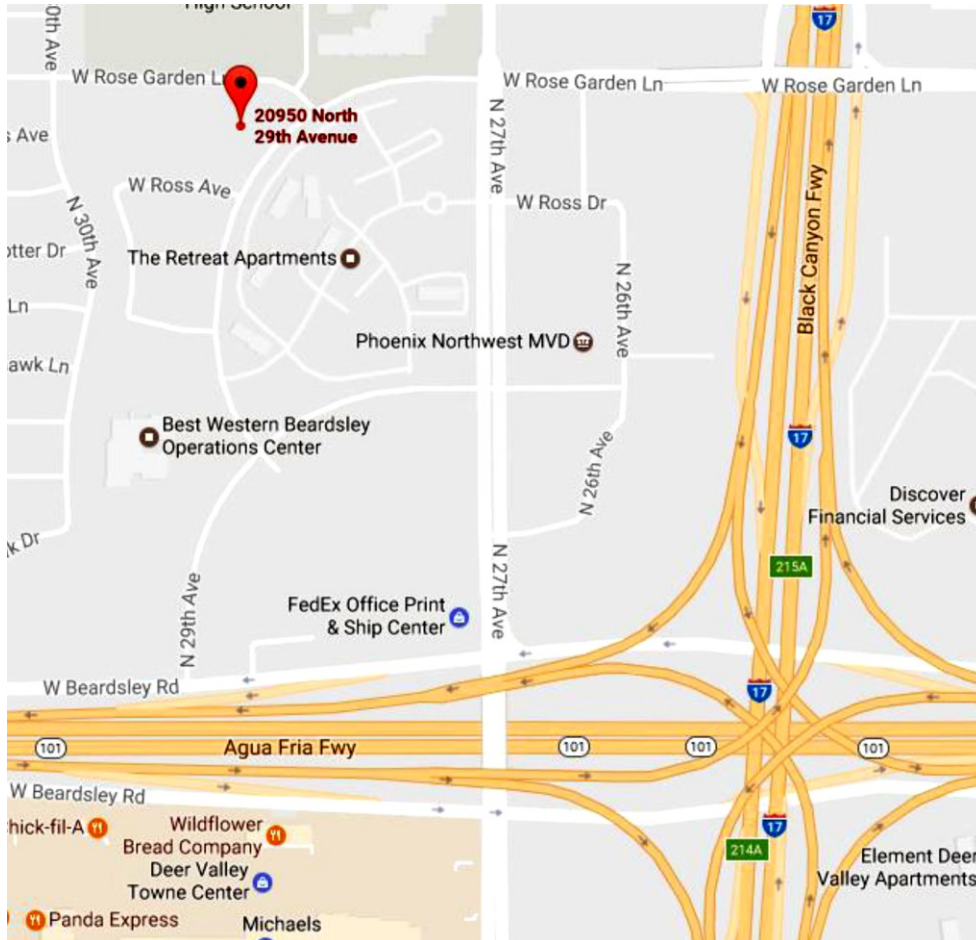 High School
17
0th Ave
W Rose Garden Ln
W Rose Garden Ln
W Rose Garden Ln
20950 North
29th Avenue
N 27th Ave
s Ave
W Ross Ave
W Ross Dr
N 30th Ave
otter Dr
The Retreat Apartments
Black Canyon Fwy
N 26th Ave
Ln
Phoenix Northwest MVD
awk Ln
Best Western Beardsley
Operations Center
17
N 26th Ave
Discover
Financial Services
k Dr
N 27th Ave
215A
N 29th Ave
FedEx Office Print
& Ship Center
W Beardsley Rd
17
101
Agua Fria Fwy
101
101
101
W Beardsley Rd
hick-fil-A
Wildflower
Bread Company
17
214A
Deer Valley
Towne Center
Element Deer
Valley Apartments
Panda Express
Michaels